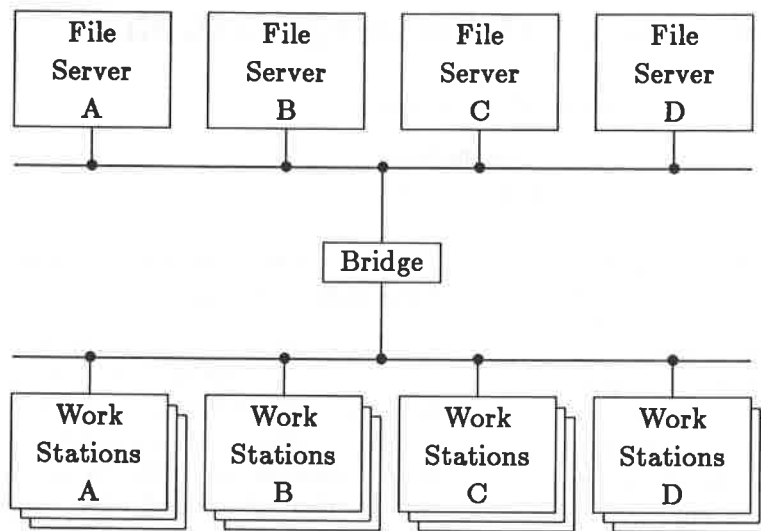 File
Server
A
File
Server
B
File
Server
C
File
Server
D
Bridge
Work
Stations
A
Work
Stations
B
Work
Stations
C
Work
Stations
D